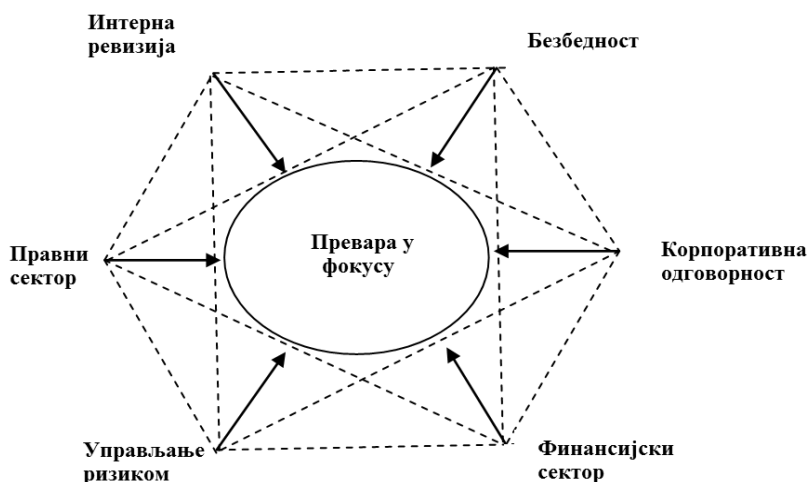 Интерна
ревизија
Безбедност
Правни
сектор
Превара у
фокусу
Корпоративна
одговорност
Управљање
ризиком
Финансијски
сектор